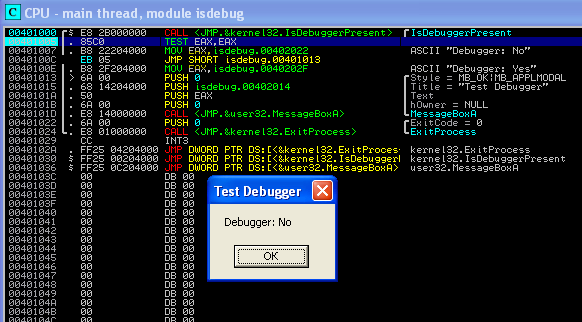 C CPU - main thread, module isdebug
00401000 $ E8 2B000000 CALL <JMP.&kernel32.IsDebuggerPresent> IsDebuggerPresent
. 85C0 TEST EAX,EAX
00401007 . B8 22204000 MOV EAX,isdebug.00402022 ASCII "Debugger: No"
0040100C . EB 05 JMP SHORT isdebug.00401013
0040100E . B8 2F204000 MOV EAX,isdebug.0040202F ASCII "Debugger: Yes"
00401013 . 6A 00 PUSH 0 Style = MB_OK|MB_APPLMODAL
00401015 . 68 14204000 PUSH isdebug.00402014 Title = "Test Debugger"
0040101A . 50 PUSH EAX Text
0040101B . 6A 00 PUSH 0 hOwner = NULL
0040101D . E8 14000000 CALL <JMP.&user32.MessageBoxA> MessageBoxA
00401022 . 6A 00 PUSH 0 ExitCode = 0
00401024 . E8 01000000 CALL <JMP.&kernel32.ExitProcess> ExitProcess
00401029 CC INT3
0040102A . FF25 04204000 JMP DWORD PTR DS:[<&kernel32.ExitProces kernel32.ExitProcess
00401030 $ FF25 00204000 JMP DWORD PTR DS:[<&kernel32.IsDebugger kernel32.IsDebuggerPresent
00401036 $ FF25 0C204000 JMP DWORD PTR DS:[<&user32.MessageBoxA> user32.MessageBoxA
0040103C 00 DB 00
0040103D 00 DB 00
0040103E 00 DB 00
0040103F 00 DB 00
00401040 00 DB 00
00401041 00 DB 00
00401042 00 DB 00
00401043 00 DB 00
00401044 00 DB 00
00401045 00 DB 00
00401046 00 DB 00
00401047 00 DB 00
00401048 00 DB 00
00401049 00 DB 00
0040104A 00 DB 00
0040104B 00 DB 00
Test Debugger
Debugger: No
OK